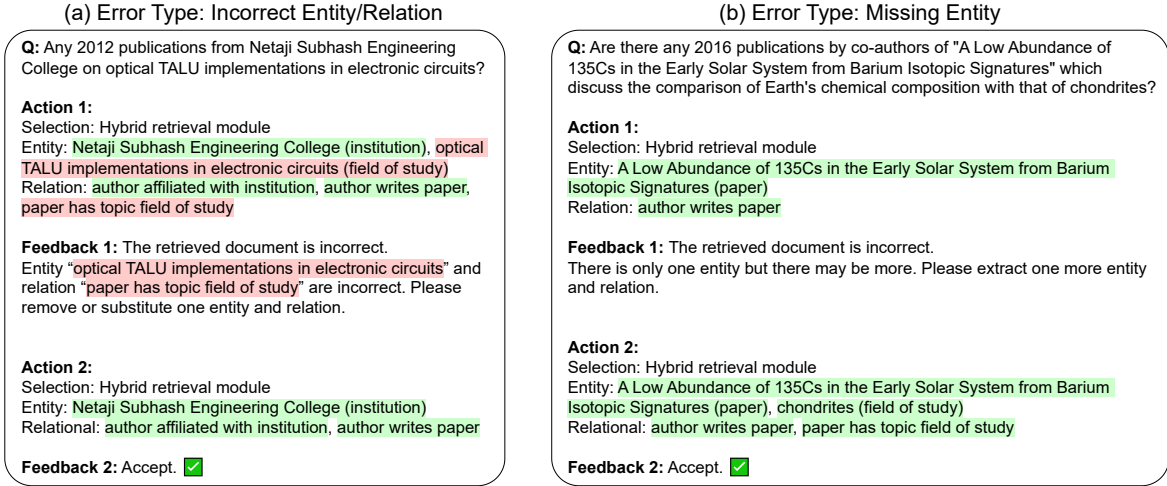 (a) Error Type: Incorrect Entity/Relation
Q: Any 2012 publications from Netaji Subhash Engineering
College on optical TALU implementations in electronic circuits?
Action 1:
Selection: Hybrid retrieval module
Entity: Netaji Subhash Engineering College (institution), optical
TALU implementations in electronic circuits (field of study)
Relation: author affiliated with institution, author writes paper,
paper has topic field of study
Feedback 1: The retrieved document is incorrect.
Entity “optical TALU implementations in electronic circuits” and
relation “paper has topic field of study” are incorrect. Please
remove or substitute one entity and relation.
Action 2:
Selection: Hybrid retrieval module
Entity: Netaji Subhash Engineering College (institution)
Relational: author affiliated with institution, author writes paper
Feedback 2: Accept.
(b) Error Type: Missing Entity
Q: Are there any 2016 publications by co-authors of "A Low Abundance of
135Cs in the Early Solar System from Barium Isotopic Signatures" which
discuss the comparison of Earth's chemical composition with that of chondrites?
Action 1:
Selection: Hybrid retrieval module
Entity: A Low Abundance of 135Cs in the Early Solar System from Barium
Isotopic Signatures (paper)
Relation: author writes paper
Feedback 1: The retrieved document is incorrect.
There is only one entity but there may be more. Please extract one more entity
and relation.
Action 2:
Selection: Hybrid retrieval module
Entity: A Low Abundance of 135Cs in the Early Solar System from Barium
Isotopic Signatures (paper), chondrites (field of study)
Relational: author writes paper, paper has topic field of study
Feedback 2: Accept.